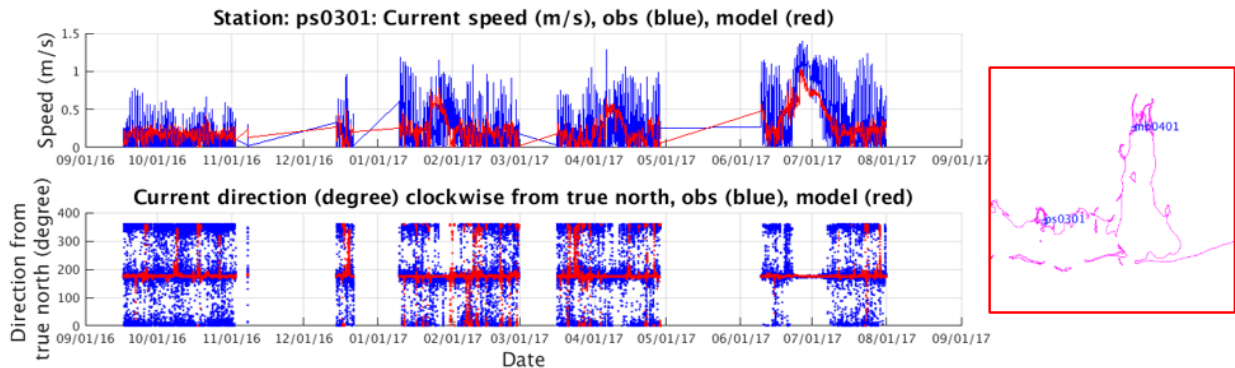 Station: ps0301: Current speed (m/s), obs (blue), model (red)
Speed (m/s)
1.5
1
0.5
0
09/01/16 10/01/16 11/01/16 12/01/16 01/01/17 02/01/17 03/01/17 04/01/17 05/01/17 06/01/17 07/01/17 08/01/17 09/01/17
Current direction (degree) clockwise from true north, obs (blue), model (red)
Direction from
true north (degree)
400
300
200
100
0
09/01/16 10/01/16 11/01/16 12/01/16 01/01/17 02/01/17 03/01/17 04/01/17 05/01/17 06/01/17 07/01/17 08/01/17 09/01/17
Date
mb0401
ps0301